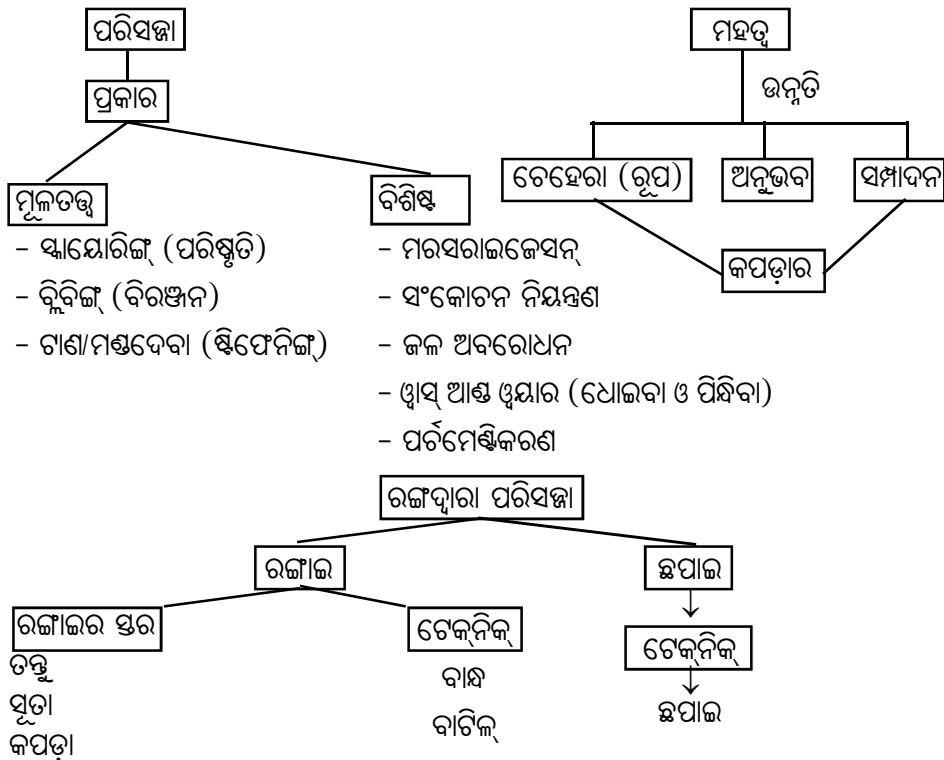 ପରିସଜ୍ଜା
ପ୍ରକାର
ମୂଳତତ୍ତ୍ୱ
– ସ୍କାୟୋରିଙ୍ଗ୍ (ପରିଷ୍କୃତି)
– ବ୍ଲିବିଙ୍ଗ୍ (ବିରଞ୍ଜନ)
– ଟାଣ/ମଣ୍ଡଦେବା (ଷ୍ଟିଫେନିଙ୍ଗ୍)
ବିଶିଷ୍ଟ
– ମରସରାଇଜେସନ୍
– ସଂକୋଚନ ନିୟନ୍ତ୍ରଣ
– ଜଳ ଅବରୋଧନ
– ୱାସ୍ ଆଣ୍ଡ ୱୟାର (ଧୋଇବା ଓ ପିନ୍ଧିବା)
– ପର୍ଚମେଣ୍ଟିକରଣ
ମହତ୍ୱ
ଉନ୍ନତି
ଚେହେରା (ରୂପ)
ଅନୁଭବ
ସମ୍ପାଦନ
କପଡ଼ାର
ରଙ୍ଗଦ୍ୱାରା ପରିସଜ୍ଜା
ରଙ୍ଗାଇ
ରଙ୍ଗାଇର ସ୍ତର
ତନ୍ତୁ
ସୂତା
କପଡ଼ା
ଟେକ୍‌ନିକ୍
ବାନ୍ଧ
ବାଟିକ୍
ଛପାଇ
ଟେକ୍‌ନିକ୍
ଛପାଇ